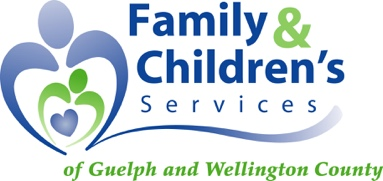 Family &
Children's
Services
of Guelph and Wellington County